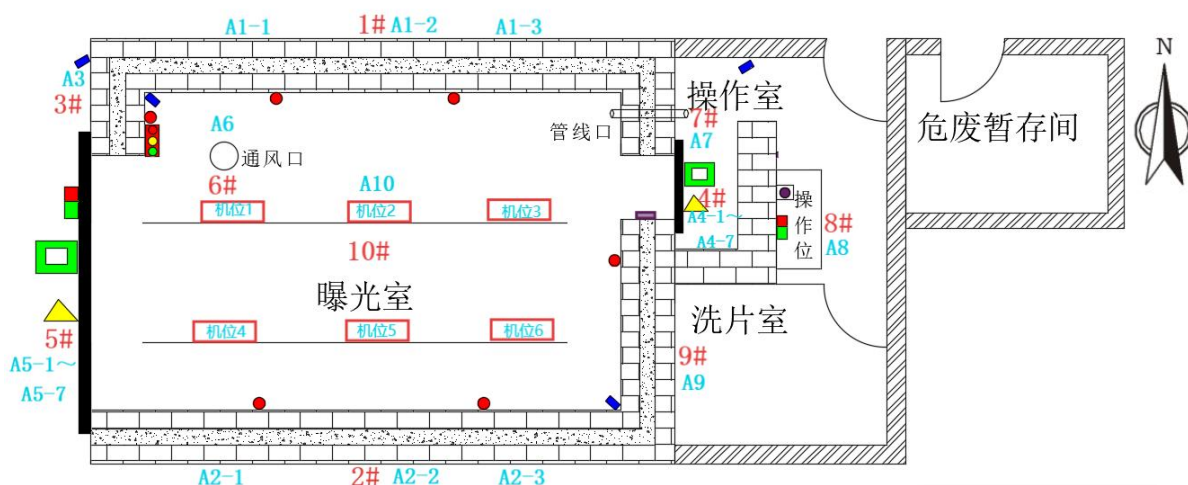 1#
A1-1
A1-2
A1-3
N
A3
3#
操作室
危废暂存间
7#
A7
管线口
A6
通风口
6#
A10
机位1
机位2
机位3
4#
A4-1～
A4-7
操作位
8#
A8
10#
曝光室
洗片室
机位4
机位5
机位6
5#
A5-1～
A5-7
9#
A9
A2-1
2#
A2-2
A2-3